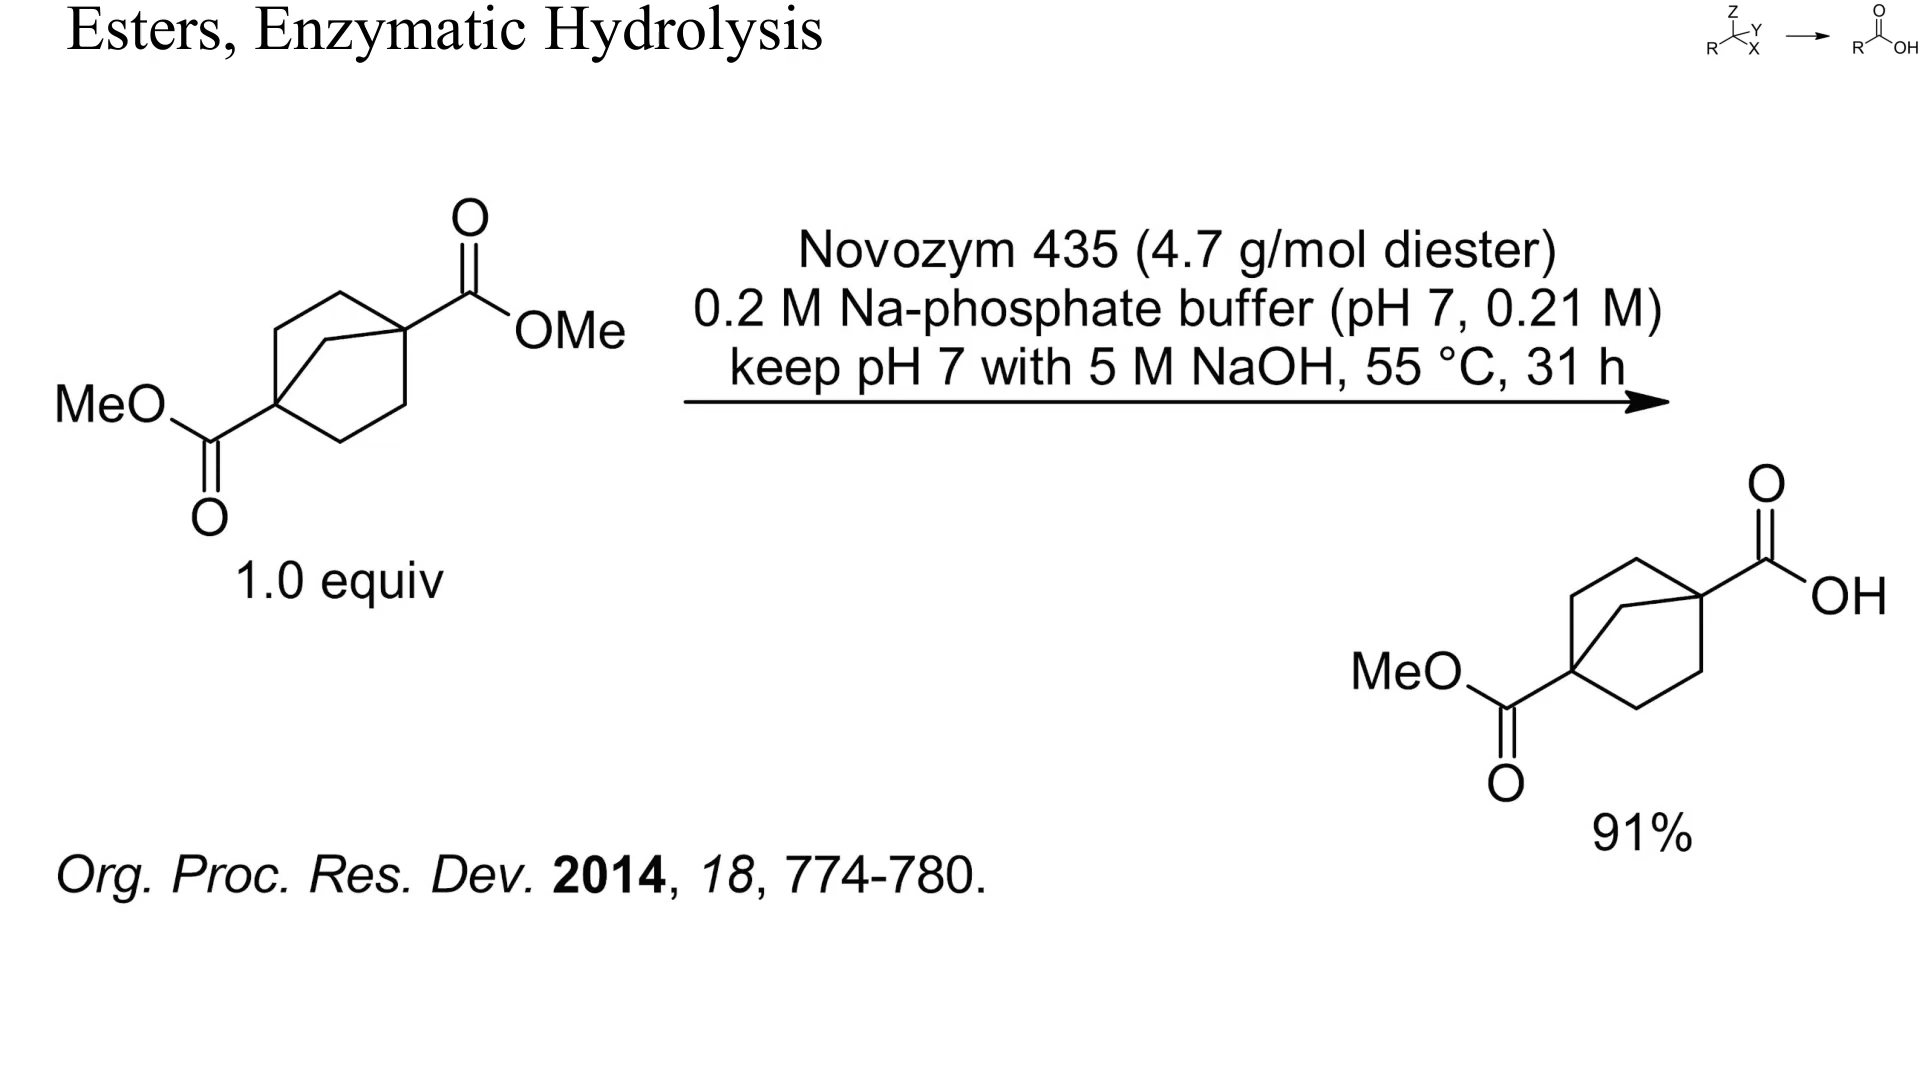 Esters, Enzymatic Hydrolysis
Z
Y
R
X
O
R
OH
O
OMe
MeO
O
1.0 equiv
Novozym 435 (4.7 g/mol diester)
0.2 M Na-phosphate buffer (pH 7, 0.21 M)
keep pH 7 with 5 M NaOH, 55 °C, 31 h
O
OH
MeO
O
91%
Org. Proc. Res. Dev. 2014, 18, 774-780.